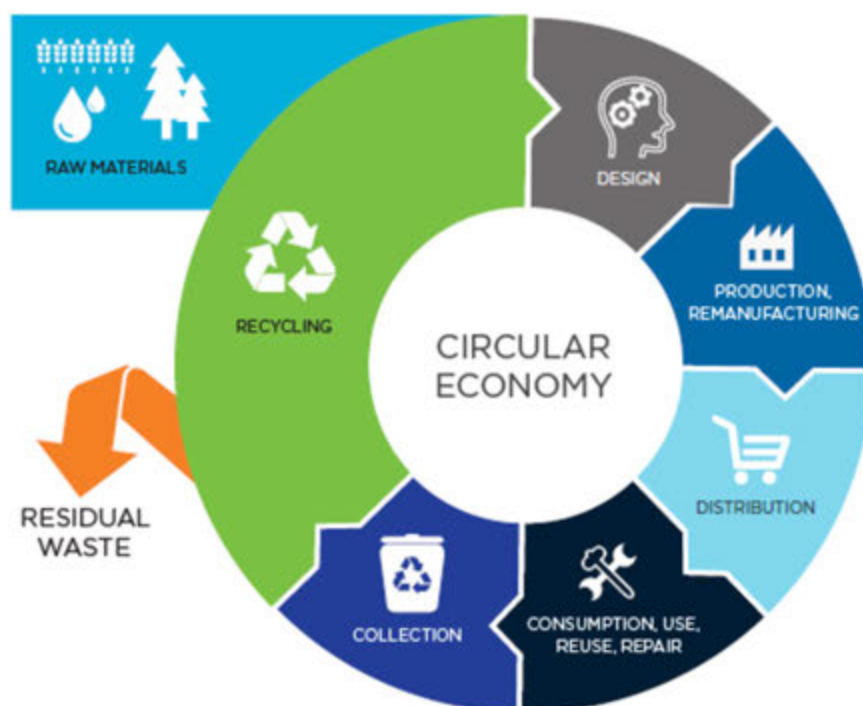 RAW MATERIALS
DESIGN
PRODUCTION,
REMANUFACTURING
RECYCLING
CIRCULAR
ECONOMY
DISTRIBUTION
RESIDUAL
WASTE
CONSUMPTION, USE,
REUSE, REPAIR
COLLECTION